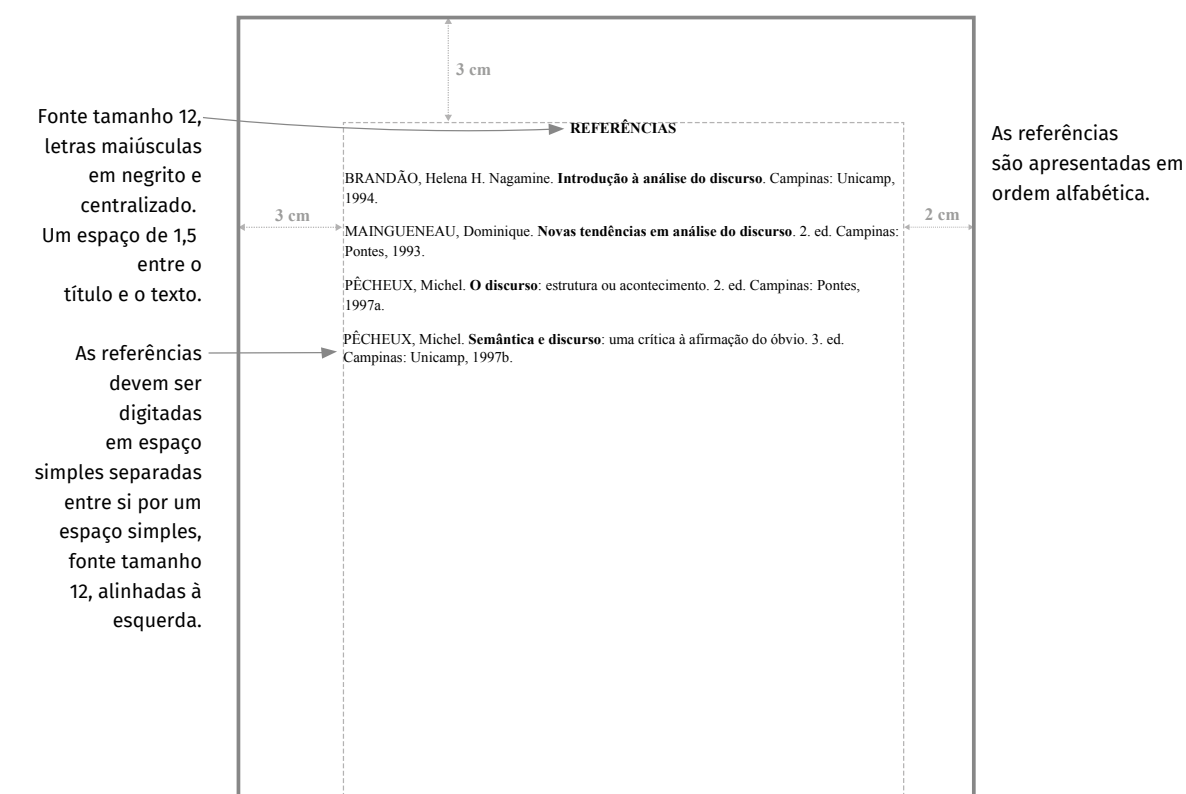 3 cm
Fonte tamanho 12,
letras maiúsculas
em negrito e
centralizado.
Um espaço de 1,5
entre o
título e o texto.
REFERÊNCIAS
As referências
são apresentadas em
ordem alfabética.
BRANDÃO, Helena H. Nagamine. Introdução à análise do discurso. Campinas: Unicamp,
1994.
3 cm
2 cm
MAINGUENEAU, Dominique. Novas tendências em análise do discurso. 2. ed. Campinas:
Pontes, 1993.
PÊCHEUX, Michel. O discurso: estrutura ou acontecimento. 2. ed. Campinas: Pontes,
1997a.
PÊCHEUX, Michel. Semântica e discurso: uma crítica à afirmação do óbvio. 3. ed.
Campinas: Unicamp, 1997b.
As referências
devem ser
digitadas
em espaço
simples separadas
entre si por um
espaço simples,
fonte tamanho
12, alinhadas à
esquerda.